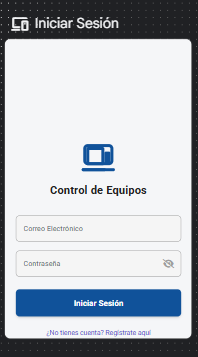 Iniciar Sesión
Control de Equipos
Correo Electrónico
Contraseña
Iniciar Sesión
¿No tienes cuenta? Regístrate aquí